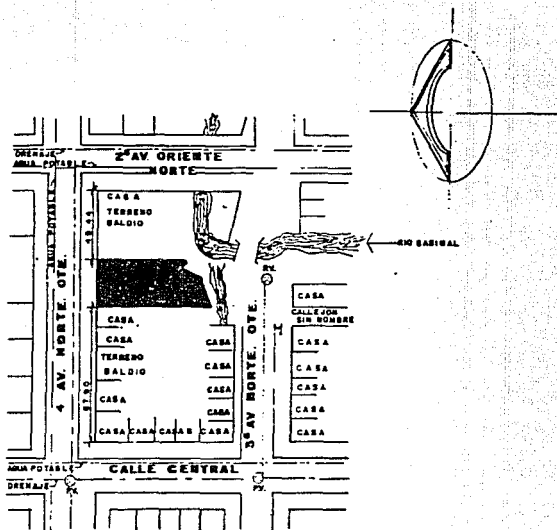 DRENAJE
AGUA POTABLE
2ª AV. ORIENTE
NORTE
AGUA POTABLE
CASA
TERRENO
BALDIO
RIO SABINAL
4 AV. NORTE. OTE.
P.V.
CASA
CALLEJON
SIN NOMBRE
CASA
CASA
TERRENO
BALDIO
CASA
CASA
CASA
CASA
CASA
CASA
CASA
CASA
CASA
CASA
57.90
3ª AV NORTE. OTE.
CASA
CASA
CASA
CASA
AGUA POTABLE
CALLE CENTRAL
DRENAJE
P.V.
P.V.